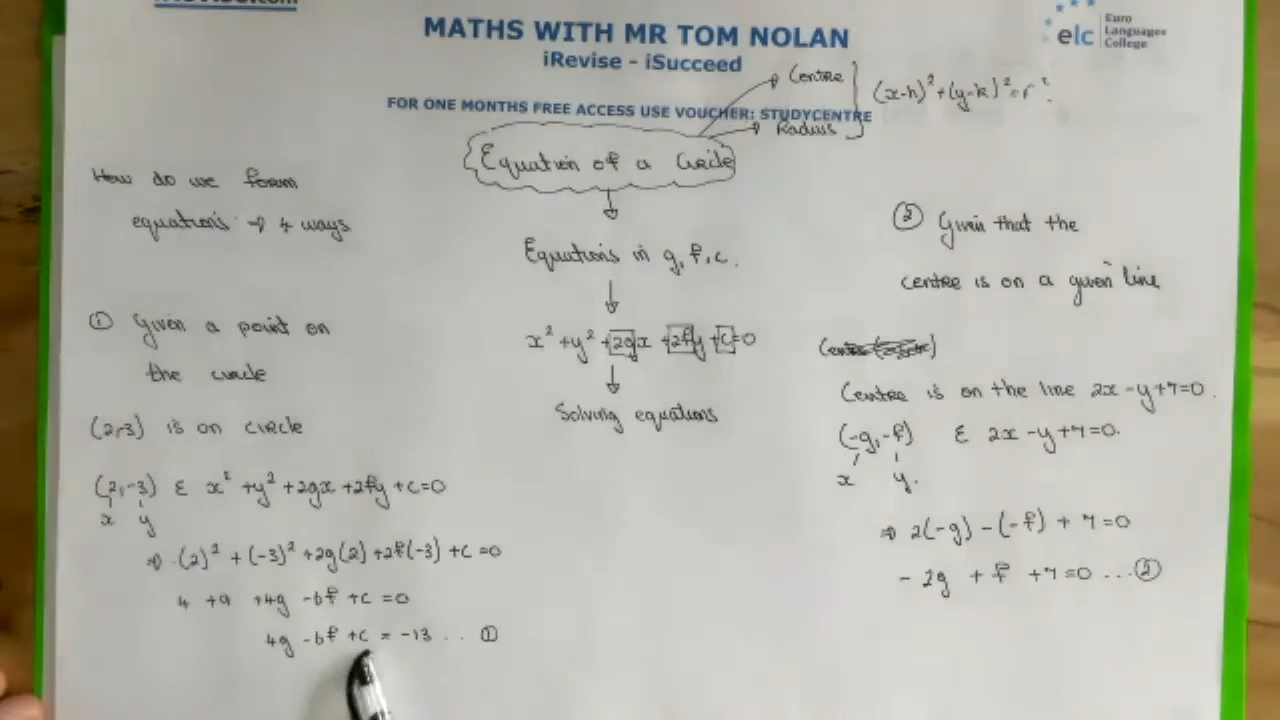 MATHS WITH MR TOM NOLAN
iRevise - iSucceed
elc
Euro
Languages
College
FOR ONE MONTHS FREE ACCESS USE VOUCHER: STUDYCENTRE
Centre
Radius
(x-h)²+(y-k)²=r².
Equation of a Circle
How do we form
equations → 4 ways
Equations in g, f, c.
x² +y² +2gx +2fy +c=0
Solving equations
① Given a point on
the circle
(2,-3) is on circle
(2,-3) ε x² +y² +2gx +2fy +c=0
x y
⇒ (2)² + (-3)² +2g(2) +2f(-3) +c=0
4 +9 +4g -6f +c =0
4g -6f +c = -13 .. ①
② Given that the
centre is on a given line
Centre is on the line 2x-y+7=0.
(-g,-f) ε 2x-y+7=0.
x y.
⇒ 2(-g) - (-f) + 7 =0
- 2g + f +7=0 ...②